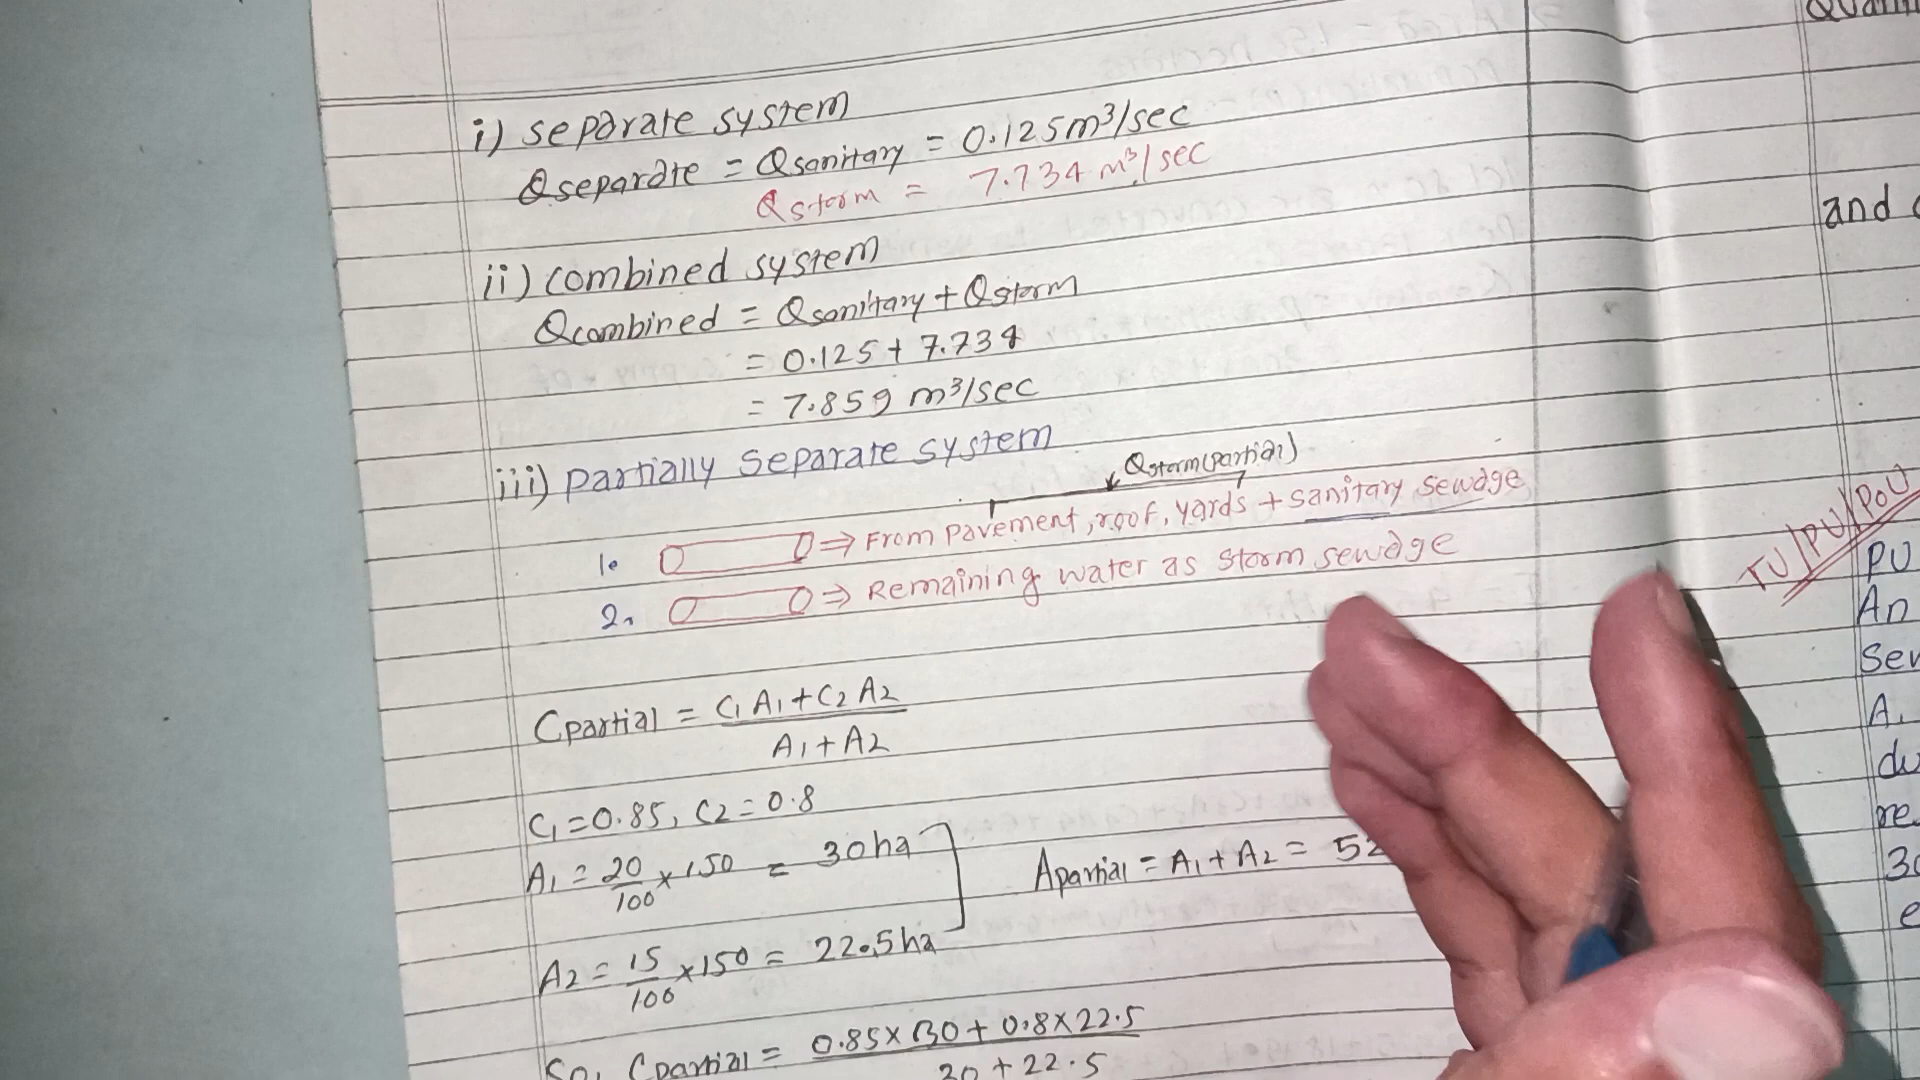 i) separate system
Qseparate = Qsanitary = 0.125m³/sec
Qstorm = 7.734 m³/sec
ii) combined system
Qcombined = Qsanitary + Qstorm
= 0.125 + 7.734
= 7.859 m³/sec
iii) partially separate system
Qstorm(partial)
1. ⇒ From pavement, roof, yards + sanitary sewage
2. ⇒ Remaining water as storm sewage
Cpartial = C1 A1 + C2 A2
A1 + A2
C1 = 0.85, C2 = 0.8
A1 = 20/100 × 150 = 30ha
Apartial = A1 + A2 = 52
A2 = 15/100 × 150 = 22.5ha
So, Cpartial = 0.85 × 30 + 0.8 × 22.5
30 + 22.5
and
TU/PU/POU
PU
An
Sew
A.
du
re
30
e